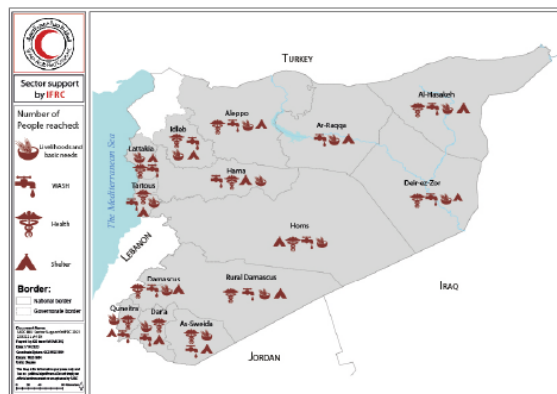 Sector support
by IFRC
Number of
People reached:
Livelihoods and
basic needs
WASH
Health
Shelter
Border:
National border
Governorate border
TURKEY
Aleppo
Al-Hasakeh
Idleb
Ar-Raqqa
Lattakia
Hama
Tartous
Deir-ez-Zor
The Mediterranean Sea
Homs
LEBANON
Damascus
Rural Damascus
IRAQ
Quneitra
Dar'a
As-Sweida
JORDAN